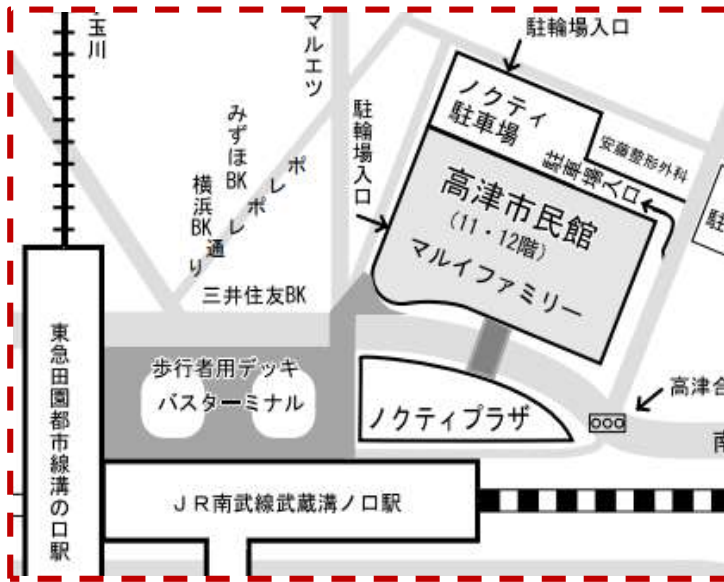 玉川
マルエツ
駐輪場入口
ノクティ
駐車場
安藤整形外科
駐車場入口
みずほBK
横浜BK
ポレポレ通り
駐輪場入口
高津市民館
(11・12階)
マルイファミリー
駐
三井住友BK
歩行者用デッキ
バスターミナル
ノクティプラザ
高津
南
東急田園都市線溝の口駅
JR南武線武蔵溝ノ口駅